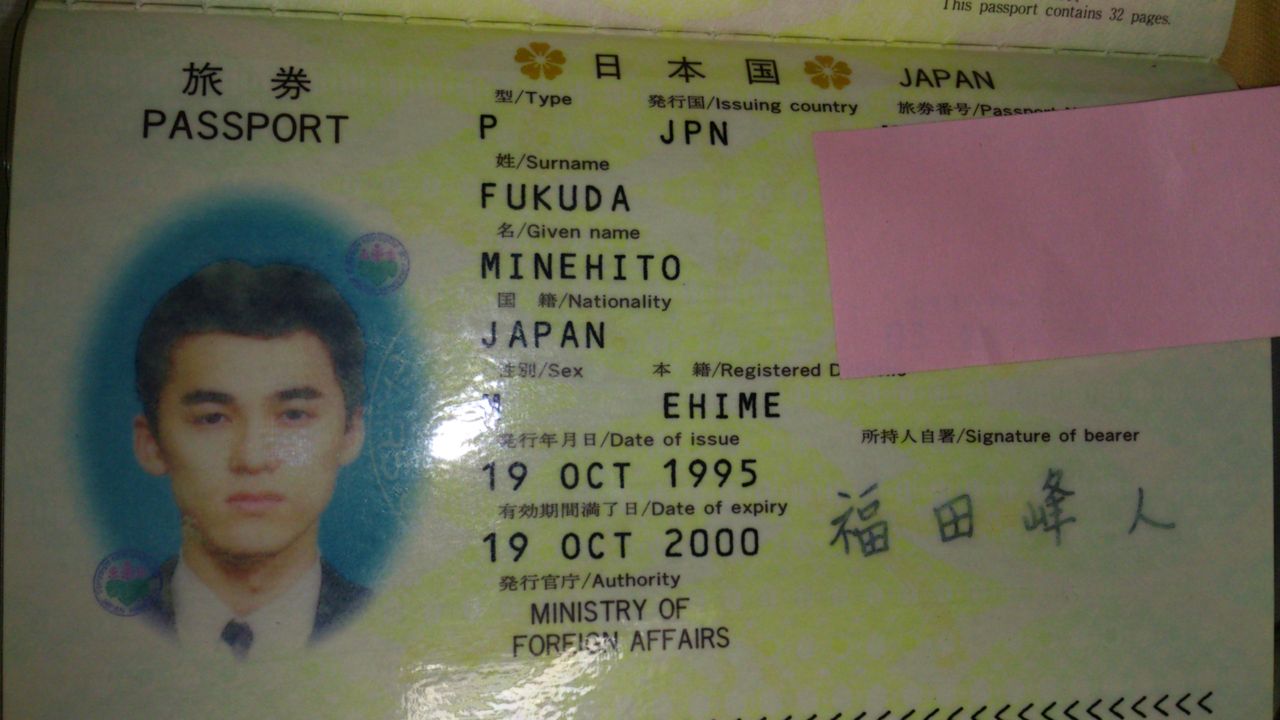 This passport contains 32 pages.
旅券
PASSPORT
日本国
JAPAN
型/Type
発行国/Issuing country
旅券番号/Passport
P
JPN
姓/Surname
FUKUDA
名/Given name
MINEHITO
国籍/Nationality
JAPAN
性別/Sex
本籍/Registered
M
EHIME
発行年月日/Date of issue
所持人自署/Signature of bearer
19 OCT 1995
有効期間満了日/Date of expiry
福田峰人
19 OCT 2000
発行官庁/Authority
MINISTRY OF
FOREIGN AFFAIRS
<<<<<<<<<<<<<<<<<<<<